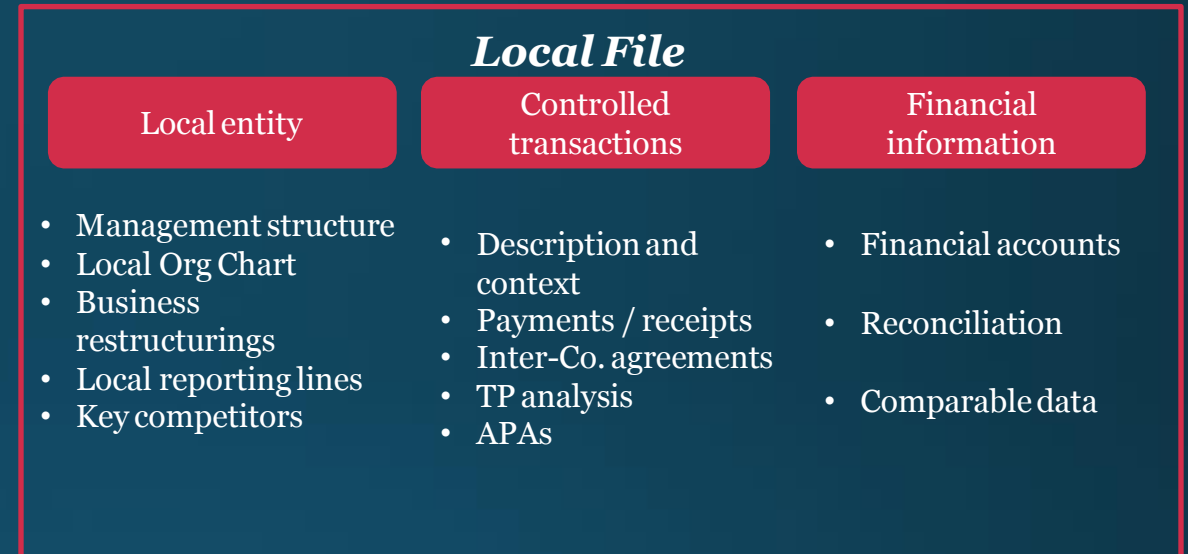 Local File
Local entity
• Management structure
• Local Org Chart
• Business
restructurings
• Local reporting lines
• Key competitors
Controlled
transactions
• Description and
context
• Payments / receipts
• Inter-Co. agreements
• TP analysis
• APAs
Financial
information
• Financial accounts
• Reconciliation
• Comparable data